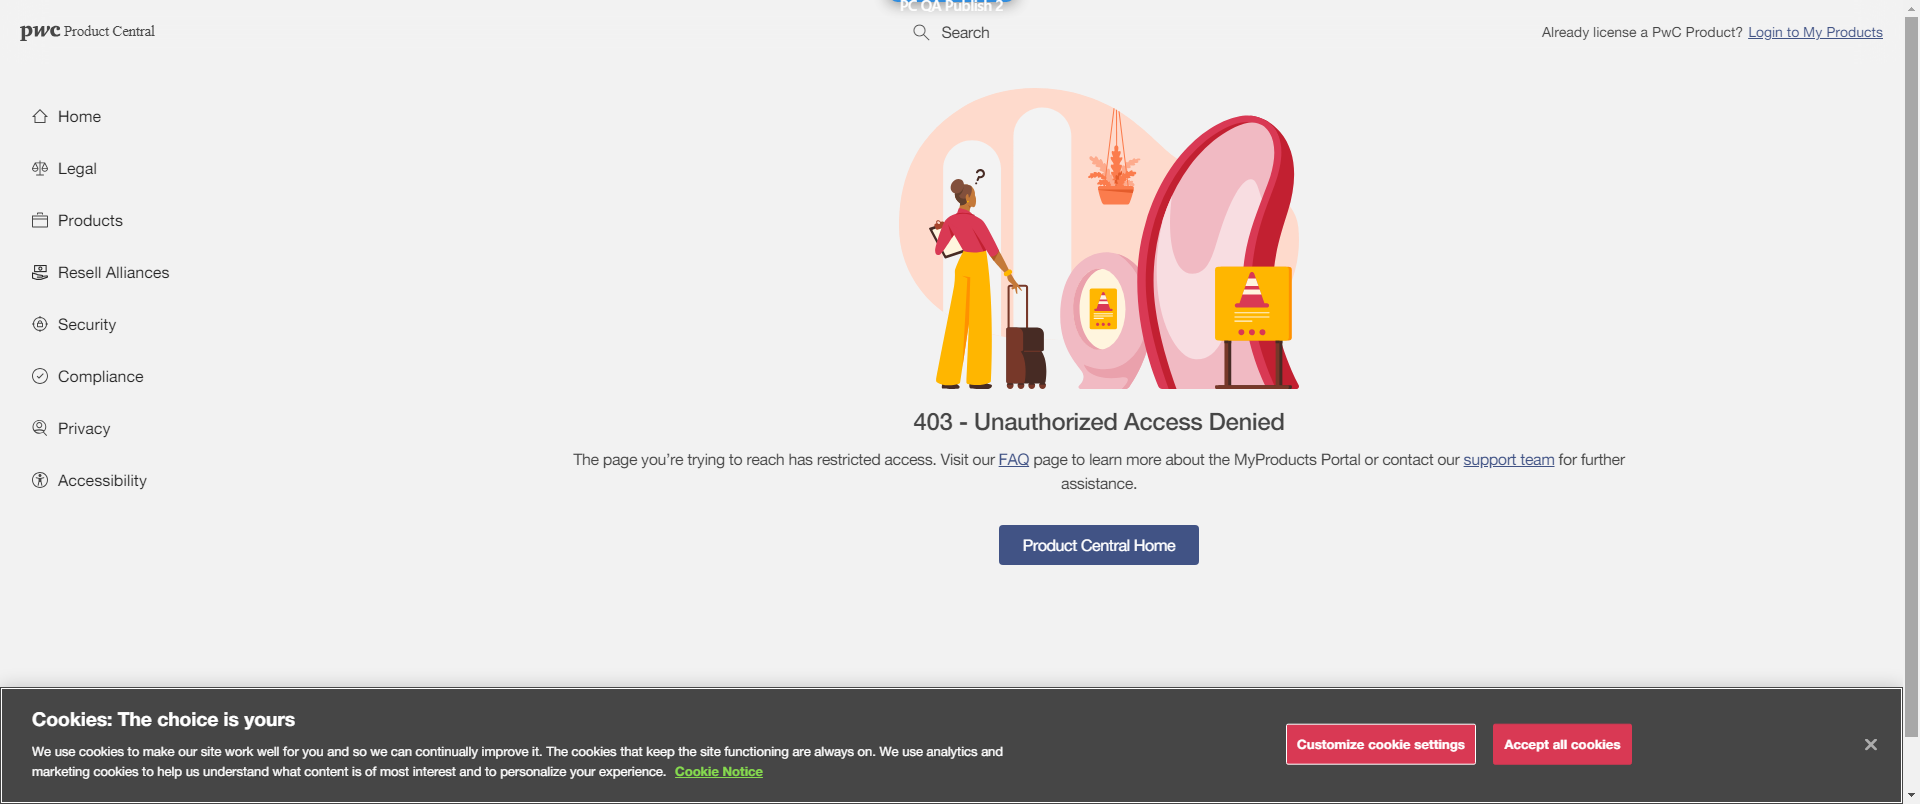 PC QA Publish 2
pwc Product Central
Search
Already license a PwC Product? Login to My Products
Home
Legal
Products
Resell Alliances
Security
Compliance
Privacy
Accessibility
?
403 - Unauthorized Access Denied
The page you’re trying to reach has restricted access. Visit our FAQ page to learn more about the MyProducts Portal or contact our support team for further
assistance.
Product Central Home
Cookies: The choice is yours
We use cookies to make our site work well for you and so we can continually improve it. The cookies that keep the site functioning are always on. We use analytics and
marketing cookies to help us understand what content is of most interest and to personalize your experience. Cookie Notice
Customize cookie settings
Accept all cookies